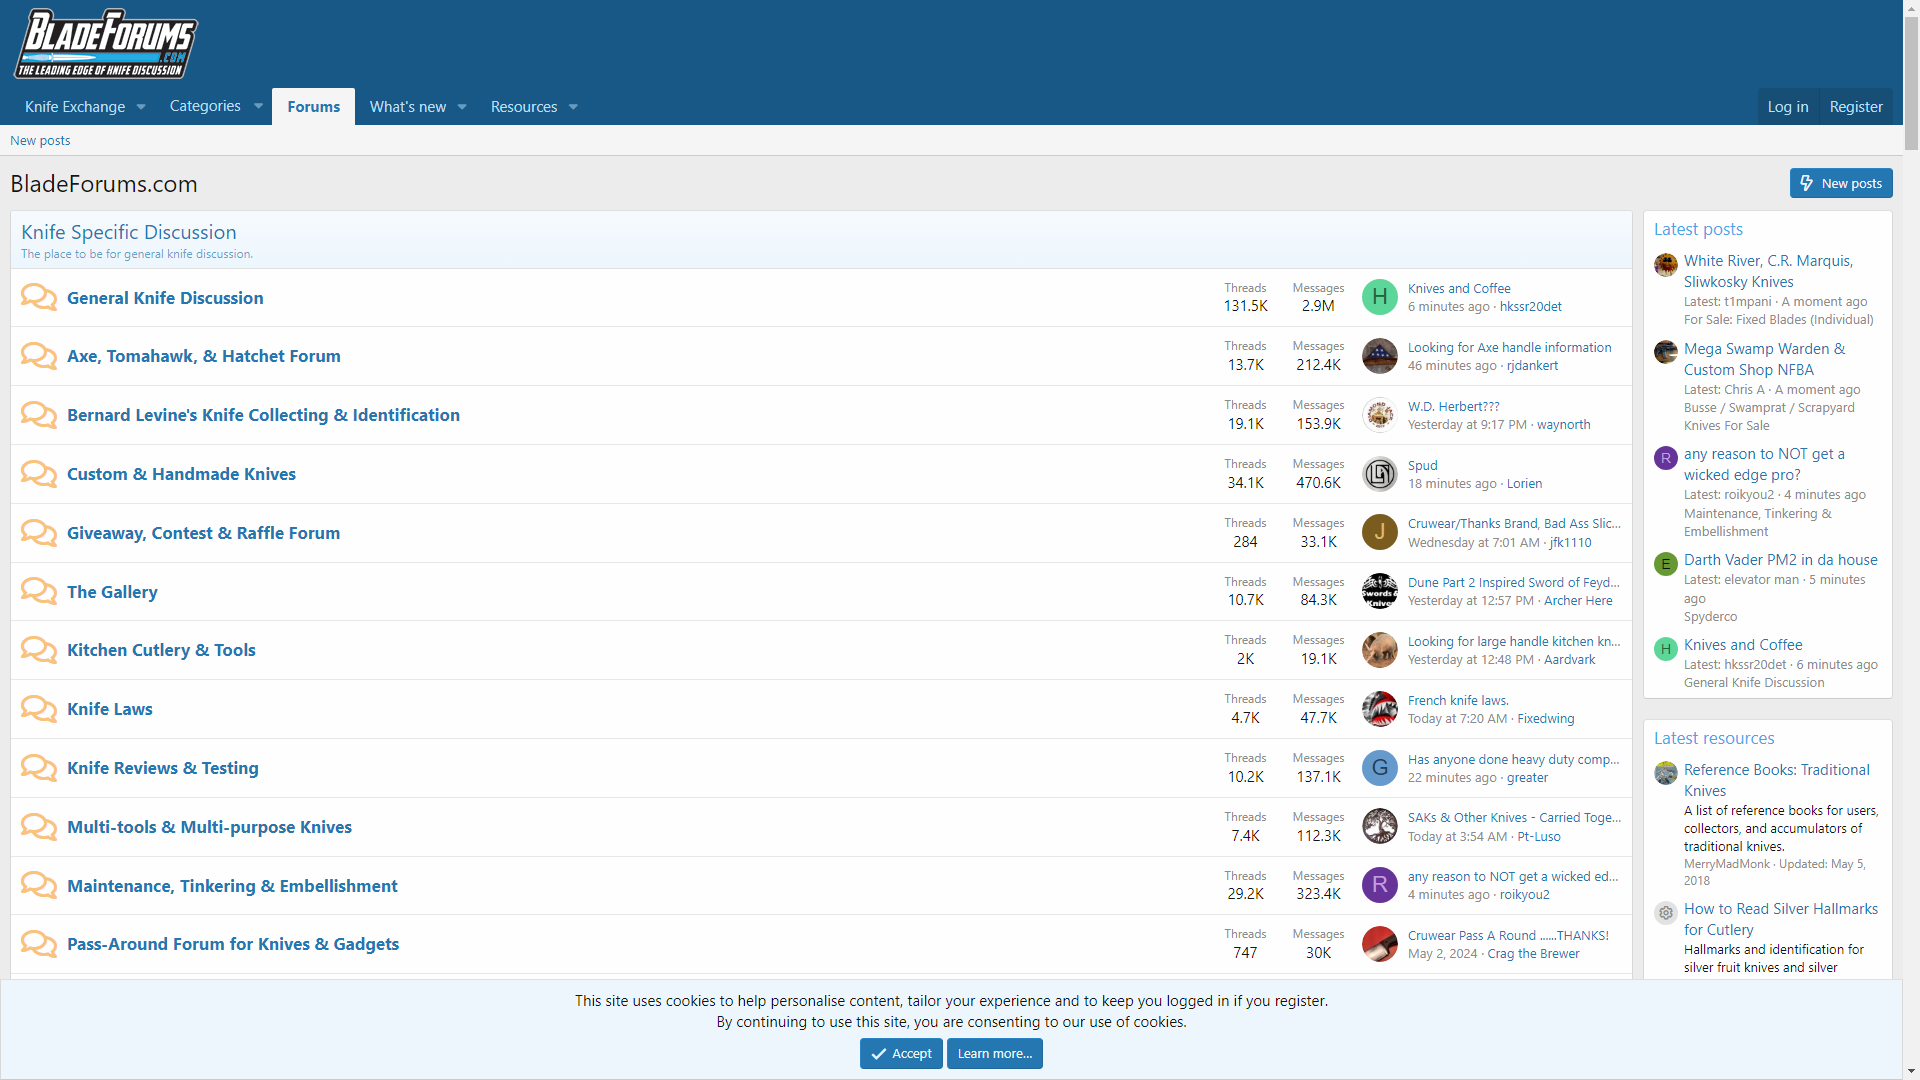 BLADEFORUMS
.COM
THE LEADING EDGE OF KNIFE DISCUSSION
Knife Exchange
Categories
Forums
What's new
Resources
Log in
Register
New posts
BladeForums.com
New posts
Knife Specific Discussion
The place to be for general knife discussion.
General Knife Discussion
Threads
131.5K
Messages
2.9M
H
Knives and Coffee
6 minutes ago · hkssr20det
Axe, Tomahawk, & Hatchet Forum
Threads
13.7K
Messages
212.4K
Looking for Axe handle information
46 minutes ago · rjdankert
Bernard Levine's Knife Collecting & Identification
Threads
19.1K
Messages
153.9K
W.D. Herbert???
Yesterday at 9:17 PM · waynorth
Custom & Handmade Knives
Threads
34.1K
Messages
470.6K
Spud
18 minutes ago · Lorien
Giveaway, Contest & Raffle Forum
Threads
284
Messages
33.1K
J
Cruwear/Thanks Brand, Bad Ass Slic...
Wednesday at 7:01 AM · jfk1110
The Gallery
Threads
10.7K
Messages
84.3K
Swords &
Knives
Dune Part 2 Inspired Sword of Feyd...
Yesterday at 12:57 PM · Archer Here
Kitchen Cutlery & Tools
Threads
2K
Messages
19.1K
Looking for large handle kitchen kn...
Yesterday at 12:48 PM · Aardvark
Knife Laws
Threads
4.7K
Messages
47.7K
French knife laws.
Today at 7:20 AM · Fixedwing
Knife Reviews & Testing
Threads
10.2K
Messages
137.1K
G
Has anyone done heavy duty comp...
22 minutes ago · greater
Multi-tools & Multi-purpose Knives
Threads
7.4K
Messages
112.3K
SAKs & Other Knives - Carried Toge...
Today at 3:54 AM · Pt-Luso
Maintenance, Tinkering & Embellishment
Threads
29.2K
Messages
323.4K
R
any reason to NOT get a wicked ed...
4 minutes ago · roikyou2
Pass-Around Forum for Knives & Gadgets
Threads
747
Messages
30K
Cruwear Pass A Round ......THANKS!
May 2, 2024 · Crag the Brewer
Latest posts
White River, C.R. Marquis,
Sliwkosky Knives
Latest: t1mpani · A moment ago
For Sale: Fixed Blades (Individual)
Mega Swamp Warden &
Custom Shop NFBA
Latest: Chris A · A moment ago
Busse / Swamprat / Scrapyard
Knives For Sale
R
any reason to NOT get a
wicked edge pro?
Latest: roikyou2 · 4 minutes ago
Maintenance, Tinkering &
Embellishment
E
Darth Vader PM2 in da house
Latest: elevator man · 5 minutes
ago
Spyderco
H
Knives and Coffee
Latest: hkssr20det · 6 minutes ago
General Knife Discussion
Latest resources
Reference Books: Traditional
Knives
A list of reference books for users,
collectors, and accumulators of
traditional knives.
MerryMadMonk · Updated: May 5,
2018
How to Read Silver Hallmarks
for Cutlery
Hallmarks and identification for
silver fruit knives and silver
This site uses cookies to help personalise content, tailor your experience and to keep you logged in if you register.
By continuing to use this site, you are consenting to our use of cookies.
Accept
Learn more...